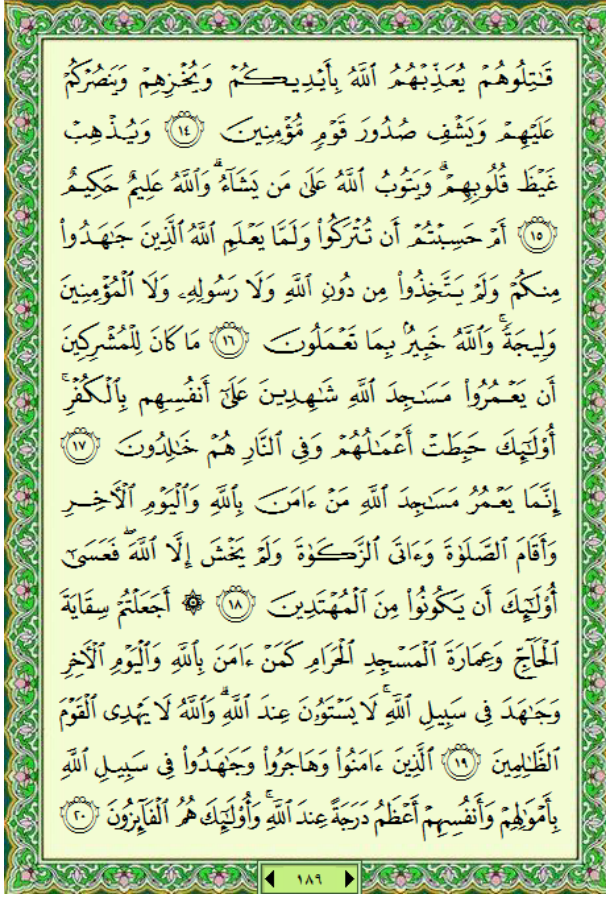 قَٰتِلُوهُمْ يُعَذِّبْهُمُ ٱللَّهُ بِأَيْدِيكُمْ وَيُخْزِهِمْ وَيَنصُرْكُمْ
عَلَيْهِمْ وَيَشْفِ صُدُورَ قَوْمٍ مُّؤْمِنِينَ ١٤ وَيُذْهِبْ
غَيْظَ قُلُوبِهِمْ ۗ وَيَتُوبُ ٱللَّهُ عَلَىٰ مَن يَشَآءُ ۗ وَٱللَّهُ عَلِيمٌ حَكِيمٌ
١٥ أَمْ حَسِبْتُمْ أَن تُتْرَكُوا۟ وَلَمَّا يَعْلَمِ ٱللَّهُ ٱلَّذِينَ جَٰهَدُوا۟
مِنكُمْ وَلَمْ يَتَّخِذُوا۟ مِن دُونِ ٱللَّهِ وَلَا رَسُولِهِۦ وَلَا ٱلْمُؤْمِنِينَ
وَلِيجَةً ۚ وَٱللَّهُ خَبِيرٌۢ بِمَا تَعْمَلُونَ ١٦ مَا كَانَ لِلْمُشْرِكِينَ
أَن يَعْمُرُوا۟ مَسَٰجِدَ ٱللَّهِ شَٰهِدِينَ عَلَىٰٓ أَنفُسِهِم بِٱلْكُفْرِ ۚ
أُو۟لَٰٓئِكَ حَبِطَتْ أَعْمَٰلُهُمْ وَفِى ٱلنَّارِ هُمْ خَٰلِدُونَ ١٧
إِنَّمَا يَعْمُرُ مَسَٰجِدَ ٱللَّهِ مَنْ ءَامَنَ بِٱللَّهِ وَٱلْيَوْمِ ٱلْءَاخِرِ
وَأَقَامَ ٱلصَّلَوٰةَ وَءَاتَى ٱلزَّكَوٰةَ وَلَمْ يَخْشَ إِلَّا ٱللَّهَ ۖ فَعَسَىٰٓ
أُو۟لَٰٓئِكَ أَن يَكُونُوا۟ مِنَ ٱلْمُهْتَدِينَ ١٨ ۞ أَجَعَلْتُمْ سِقَايَةَ
ٱلْحَآجِّ وَعِمَارَةَ ٱلْمَسْجِدِ ٱلْحَرَامِ كَمَنْ ءَامَنَ بِٱللَّهِ وَٱلْيَوْمِ ٱلْءَاخِرِ
وَجَٰهَدَ فِى سَبِيلِ ٱللَّهِ ۚ لَا يَسْتَوُۥنَ عِندَ ٱللَّهِ ۗ وَٱللَّهُ لَا يَهْدِى ٱلْقَوْمَ
ٱلظَّٰلِمِينَ ١٩ ٱلَّذِينَ ءَامَنُوا۟ وَهَاجَرُوا۟ وَجَٰهَدُوا۟ فِى سَبِيلِ ٱللَّهِ
بِأَمْوَٰلِهِمْ وَأَنفُسِهِمْ أَعْظَمُ دَرَجَةً عِندَ ٱللَّهِ ۚ وَأُو۟لَٰٓئِكَ هُمُ ٱلْفَآئِزُونَ ٢٠
١٨٩